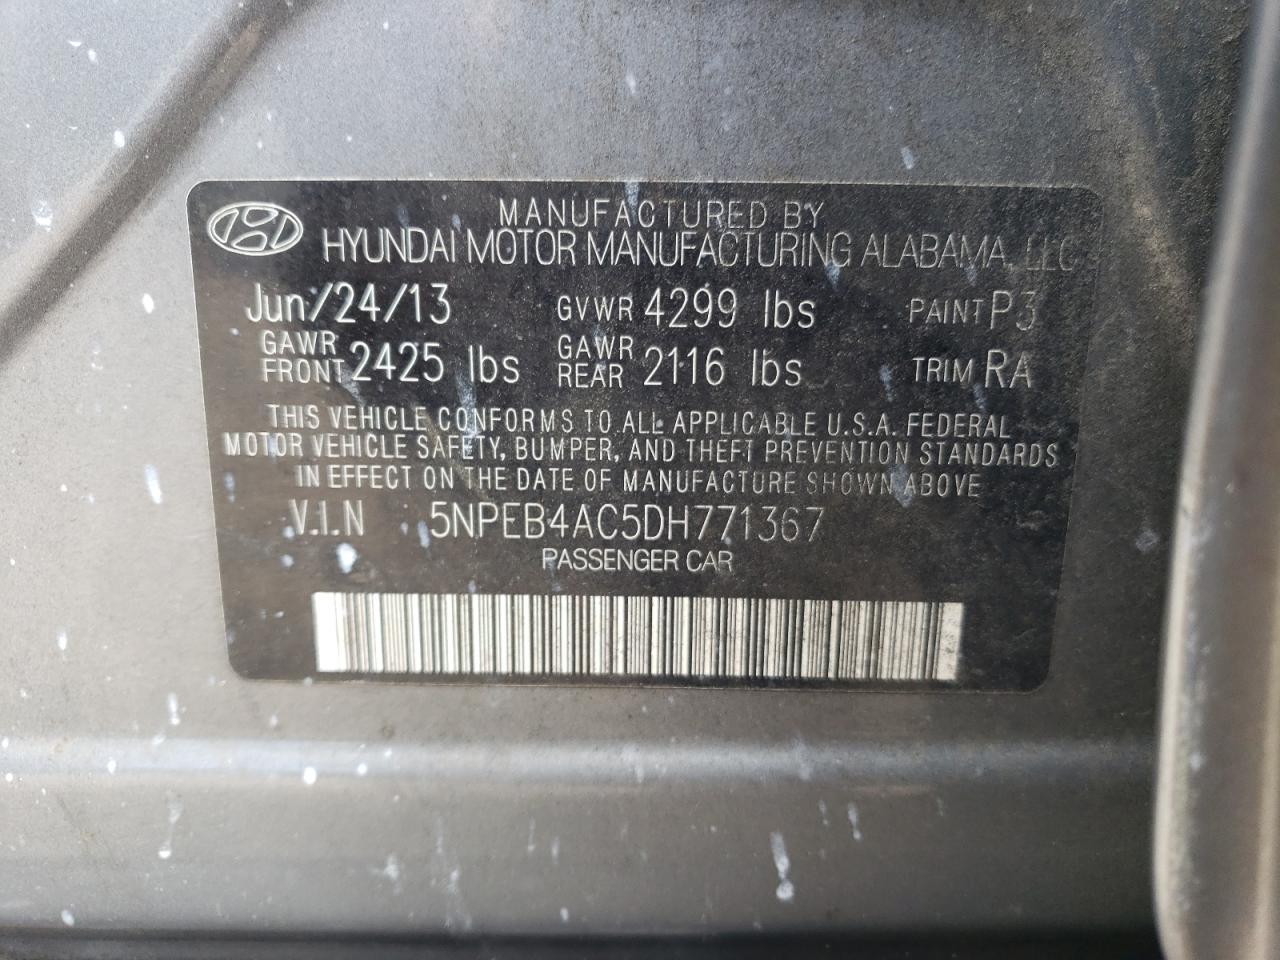 MANUFACTURED BY
HYUNDAI MOTOR MANUFACTURING ALABAMA, LLC
Jun/24/13 GVWR 4299 lbs PAINT P3
GAWR FRONT 2425 lbs GAWR REAR 2116 lbs TRIM RA
THIS VEHICLE CONFORMS TO ALL APPLICABLE U.S.A. FEDERAL
MOTOR VEHICLE SAFETY, BUMPER, AND THEFT PREVENTION STANDARDS
IN EFFECT ON THE DATE OF MANUFACTURE SHOWN ABOVE
V.I.N 5NPEB4AC5DH771367
PASSENGER CAR